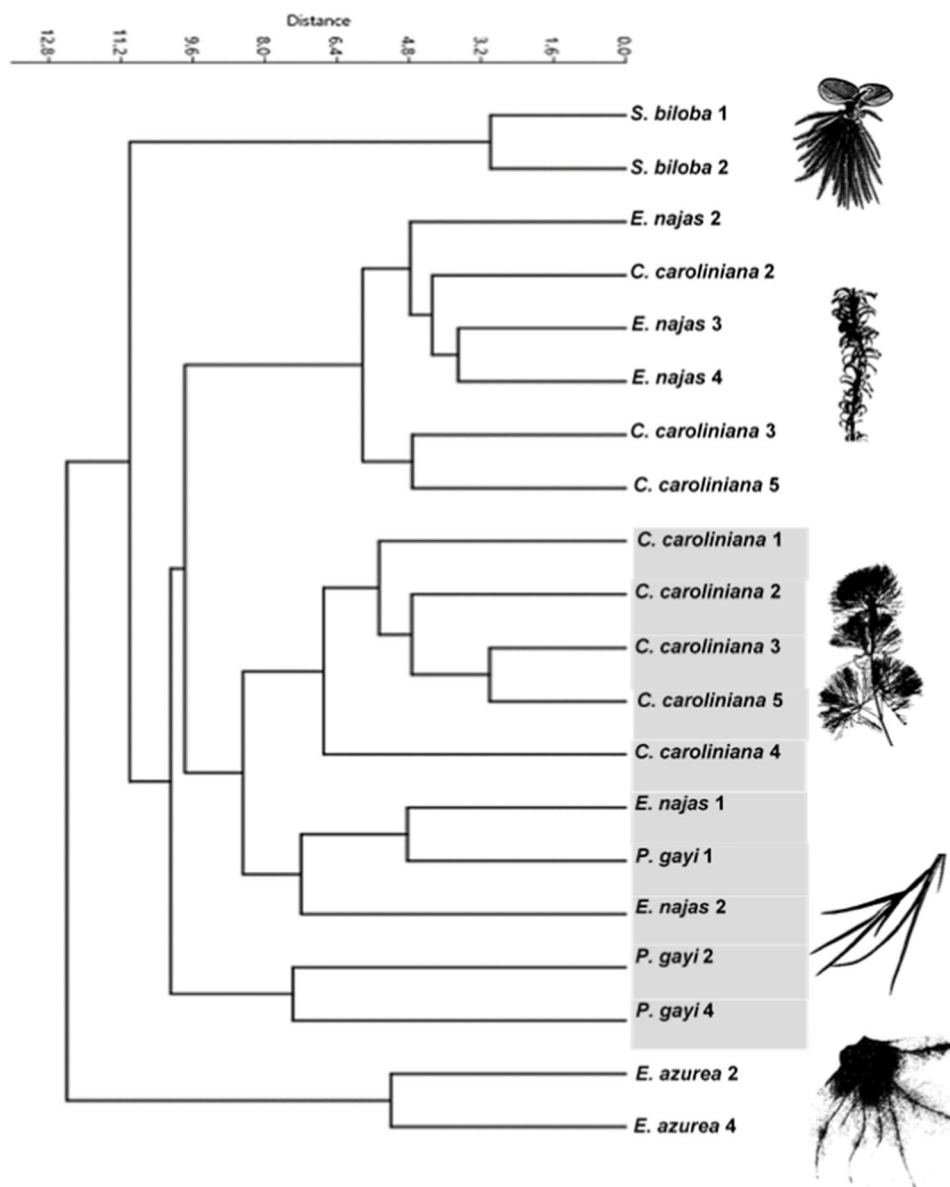 Distance
12.8 11.2 9.6 8.0 6.4 4.8 3.2 1.6 0.0
S. biloba 1
S. biloba 2
E. najas 2
C. caroliniana 2
E. najas 3
E. najas 4
C. caroliniana 3
C. caroliniana 5
C. caroliniana 1
C. caroliniana 2
C. caroliniana 3
C. caroliniana 5
C. caroliniana 4
E. najas 1
P. gayi 1
E. najas 2
P. gayi 2
P. gayi 4
E. azurea 2
E. azurea 4